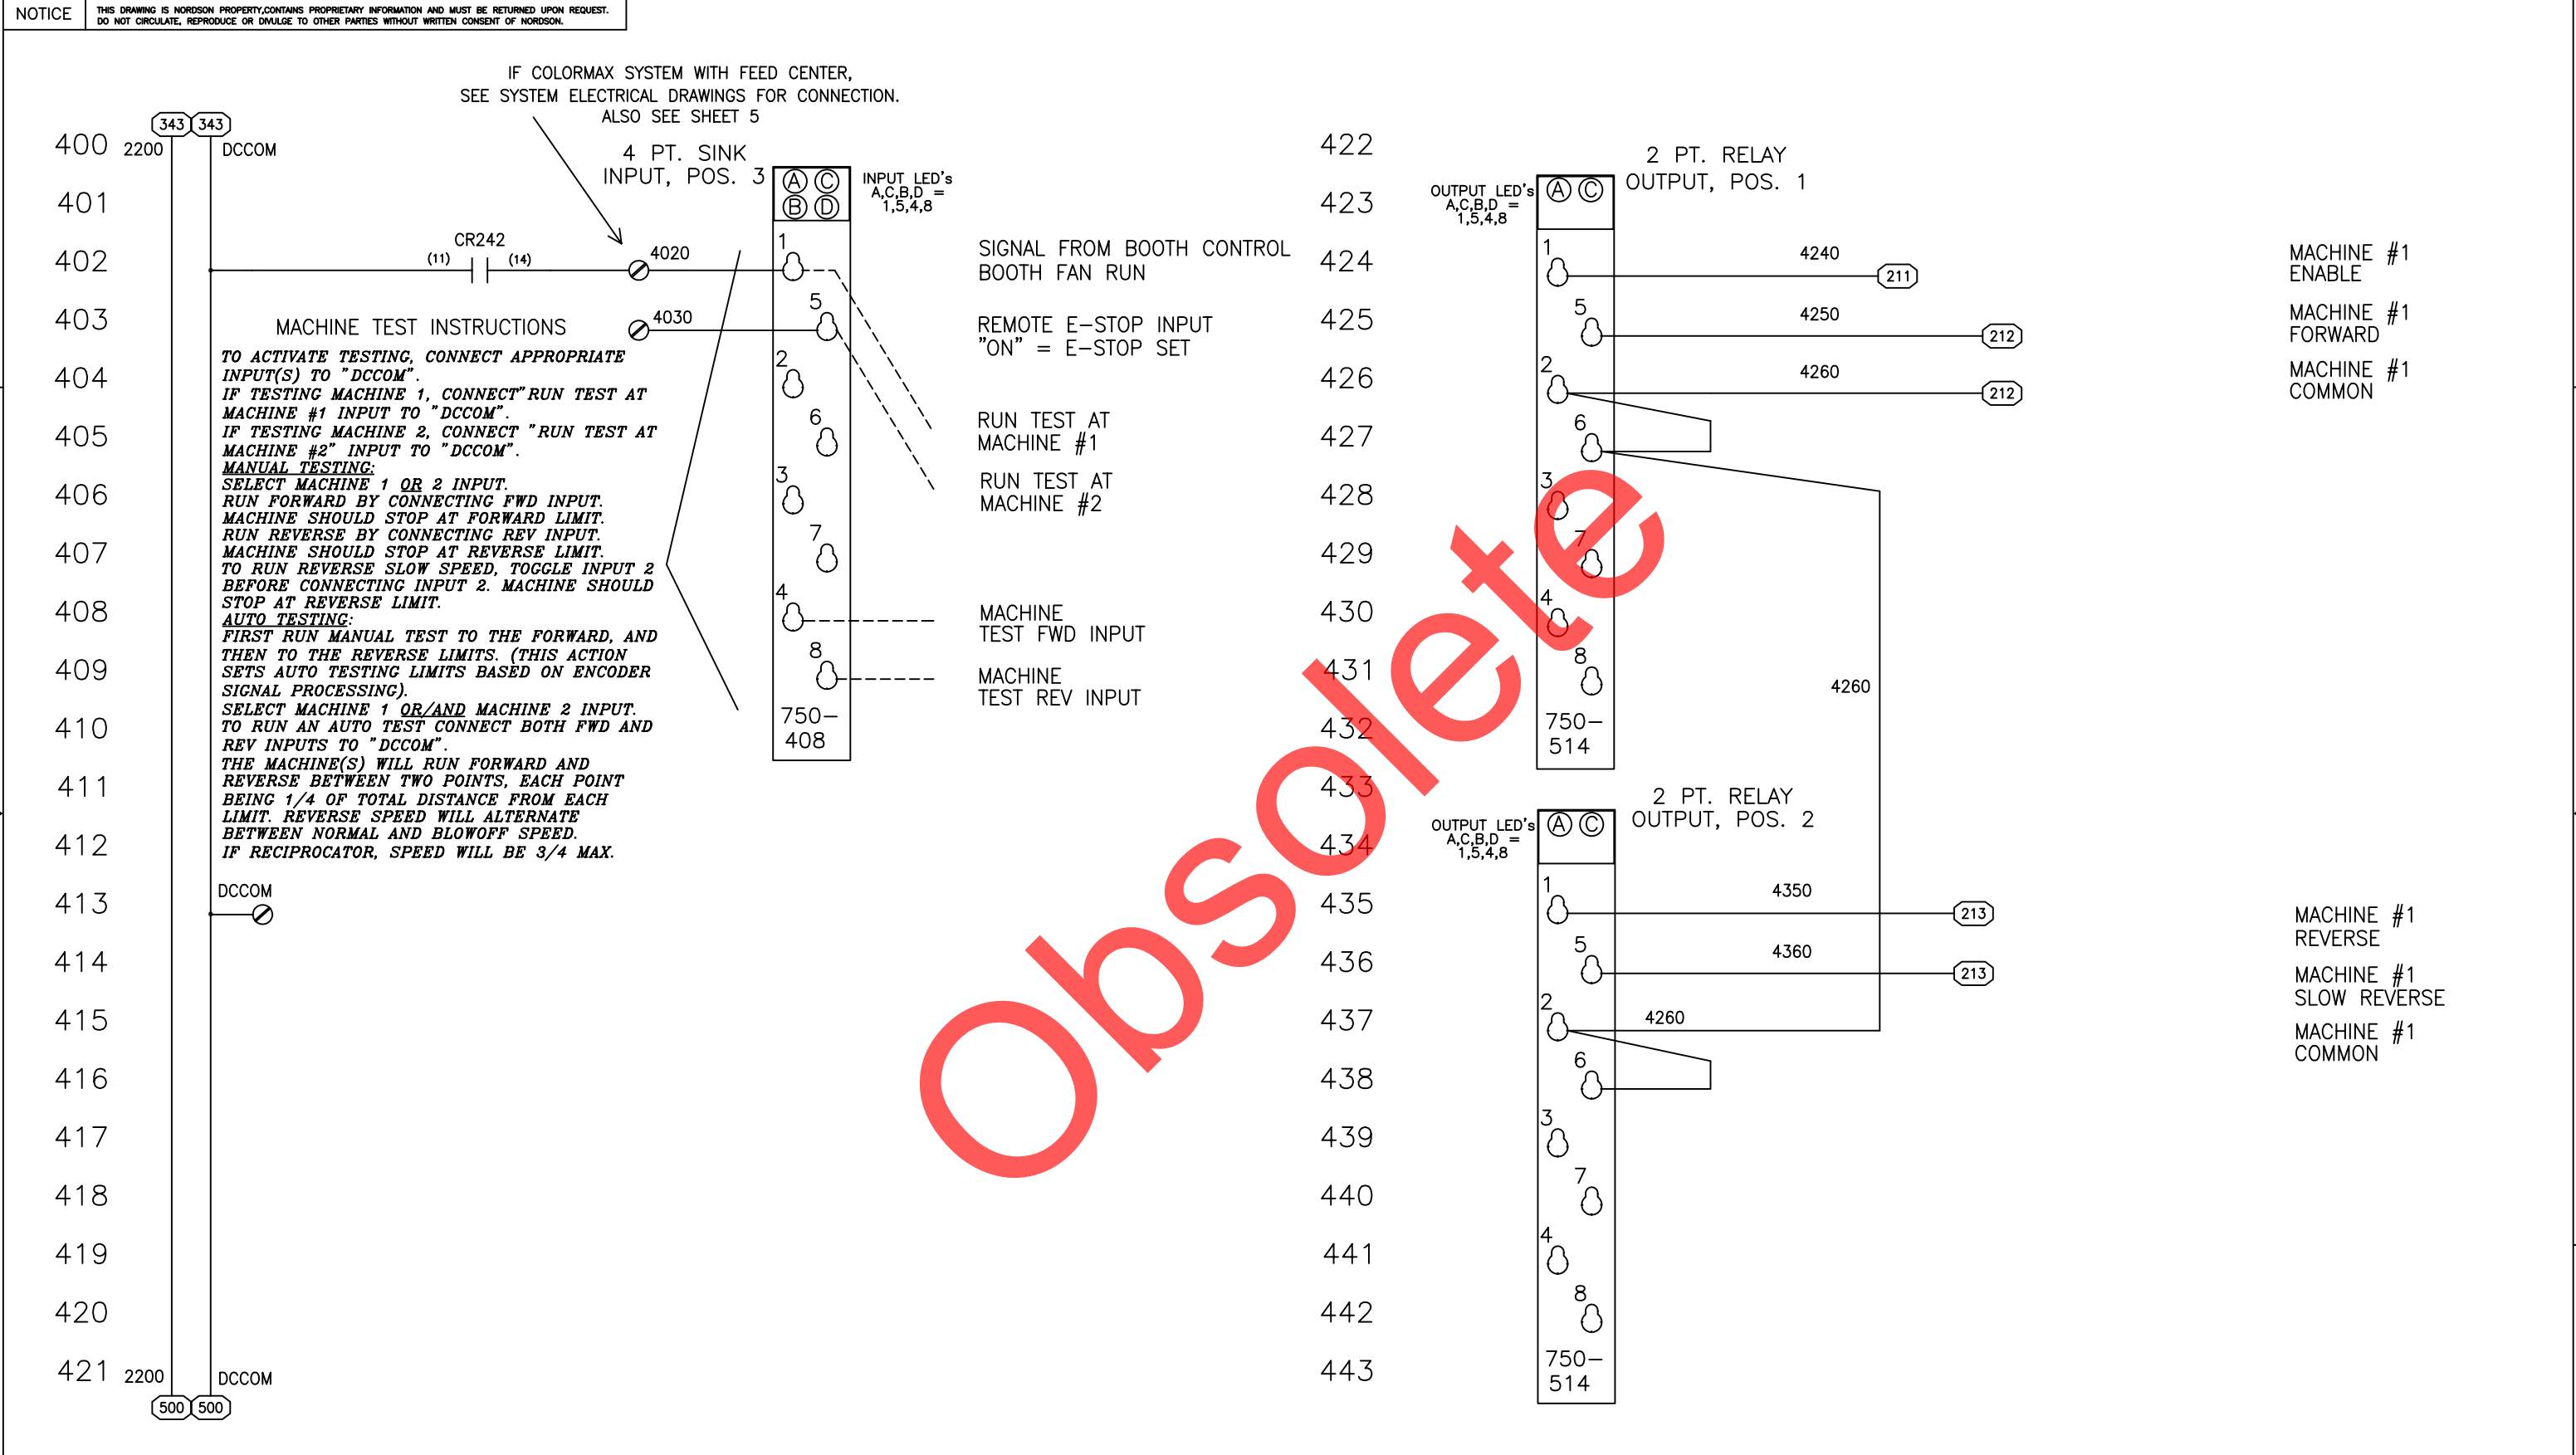 NOTICE
THIS DRAWING IS NORDSON PROPERTY,CONTAINS PROPRIETARY INFORMATION AND MUST BE RETURNED UPON REQUEST.
DO NOT CIRCULATE, REPRODUCE OR DIVULGE TO OTHER PARTIES WITHOUT WRITTEN CONSENT OF NORDSON.
IF COLORMAX SYSTEM WITH FEED CENTER,
SEE SYSTEM ELECTRICAL DRAWINGS FOR CONNECTION.
ALSO SEE SHEET 5
343
343
2200
DCCOM
400
401
402
403
404
405
406
407
408
409
410
411
412
413
414
415
416
417
418
419
420
421
CR242
(11)
(14)
4020
4030
MACHINE TEST INSTRUCTIONS
TO ACTIVATE TESTING, CONNECT APPROPRIATE
INPUT(S) TO "DCCOM".
IF TESTING MACHINE 1, CONNECT"RUN TEST AT
MACHINE #1 INPUT TO "DCCOM".
IF TESTING MACHINE 2, CONNECT "RUN TEST AT
MACHINE #2" INPUT TO "DCCOM".
MANUAL TESTING:
SELECT MACHINE 1 OR 2 INPUT.
RUN FORWARD BY CONNECTING FWD INPUT.
MACHINE SHOULD STOP AT FORWARD LIMIT.
RUN REVERSE BY CONNECTING REV INPUT.
MACHINE SHOULD STOP AT REVERSE LIMIT.
TO RUN REVERSE SLOW SPEED, TOGGLE INPUT 2
BEFORE CONNECTING INPUT 2. MACHINE SHOULD
STOP AT REVERSE LIMIT.
AUTO TESTING:
FIRST RUN MANUAL TEST TO THE FORWARD, AND
THEN TO THE REVERSE LIMITS. (THIS ACTION
SETS AUTO TESTING LIMITS BASED ON ENCODER
SIGNAL PROCESSING).
SELECT MACHINE 1 OR/AND MACHINE 2 INPUT.
TO RUN AN AUTO TEST CONNECT BOTH FWD AND
REV INPUTS TO "DCCOM".
THE MACHINE(S) WILL RUN FORWARD AND
REVERSE BETWEEN TWO POINTS, EACH POINT
BEING 1/4 OF TOTAL DISTANCE FROM EACH
LIMIT. REVERSE SPEED WILL ALTERNATE
BETWEEN NORMAL AND BLOWOFF SPEED.
IF RECIPROCATOR, SPEED WILL BE 3/4 MAX.
DCCOM
2200
DCCOM
500
500
4 PT. SINK
INPUT, POS. 3
A C
B D
INPUT LED's
A,C,B,D =
1,5,4,8
1
5
2
6
3
7
4
8
750-
408
SIGNAL FROM BOOTH CONTROL
BOOTH FAN RUN
REMOTE E-STOP INPUT
"ON" = E-STOP SET
RUN TEST AT
MACHINE #1
RUN TEST AT
MACHINE #2
MACHINE
TEST FWD INPUT
MACHINE
TEST REV INPUT
Obsolete
422
423
424
425
426
427
428
429
430
431
432
433
434
435
436
437
438
439
440
441
442
443
2 PT. RELAY
OUTPUT, POS. 1
OUTPUT LED's
A,C,B,D =
1,5,4,8
A C
1
5
2
6
3
7
4
8
750-
514
4240
211
4250
212
4260
212
4260
MACHINE #1
ENABLE
MACHINE #1
FORWARD
MACHINE #1
COMMON
2 PT. RELAY
OUTPUT, POS. 2
OUTPUT LED's
A,C,B,D =
1,5,4,8
A C
1
5
2
6
3
7
4
8
750-
514
4350
213
4360
213
4260
MACHINE #1
REVERSE
MACHINE #1
SLOW REVERSE
MACHINE #1
COMMON